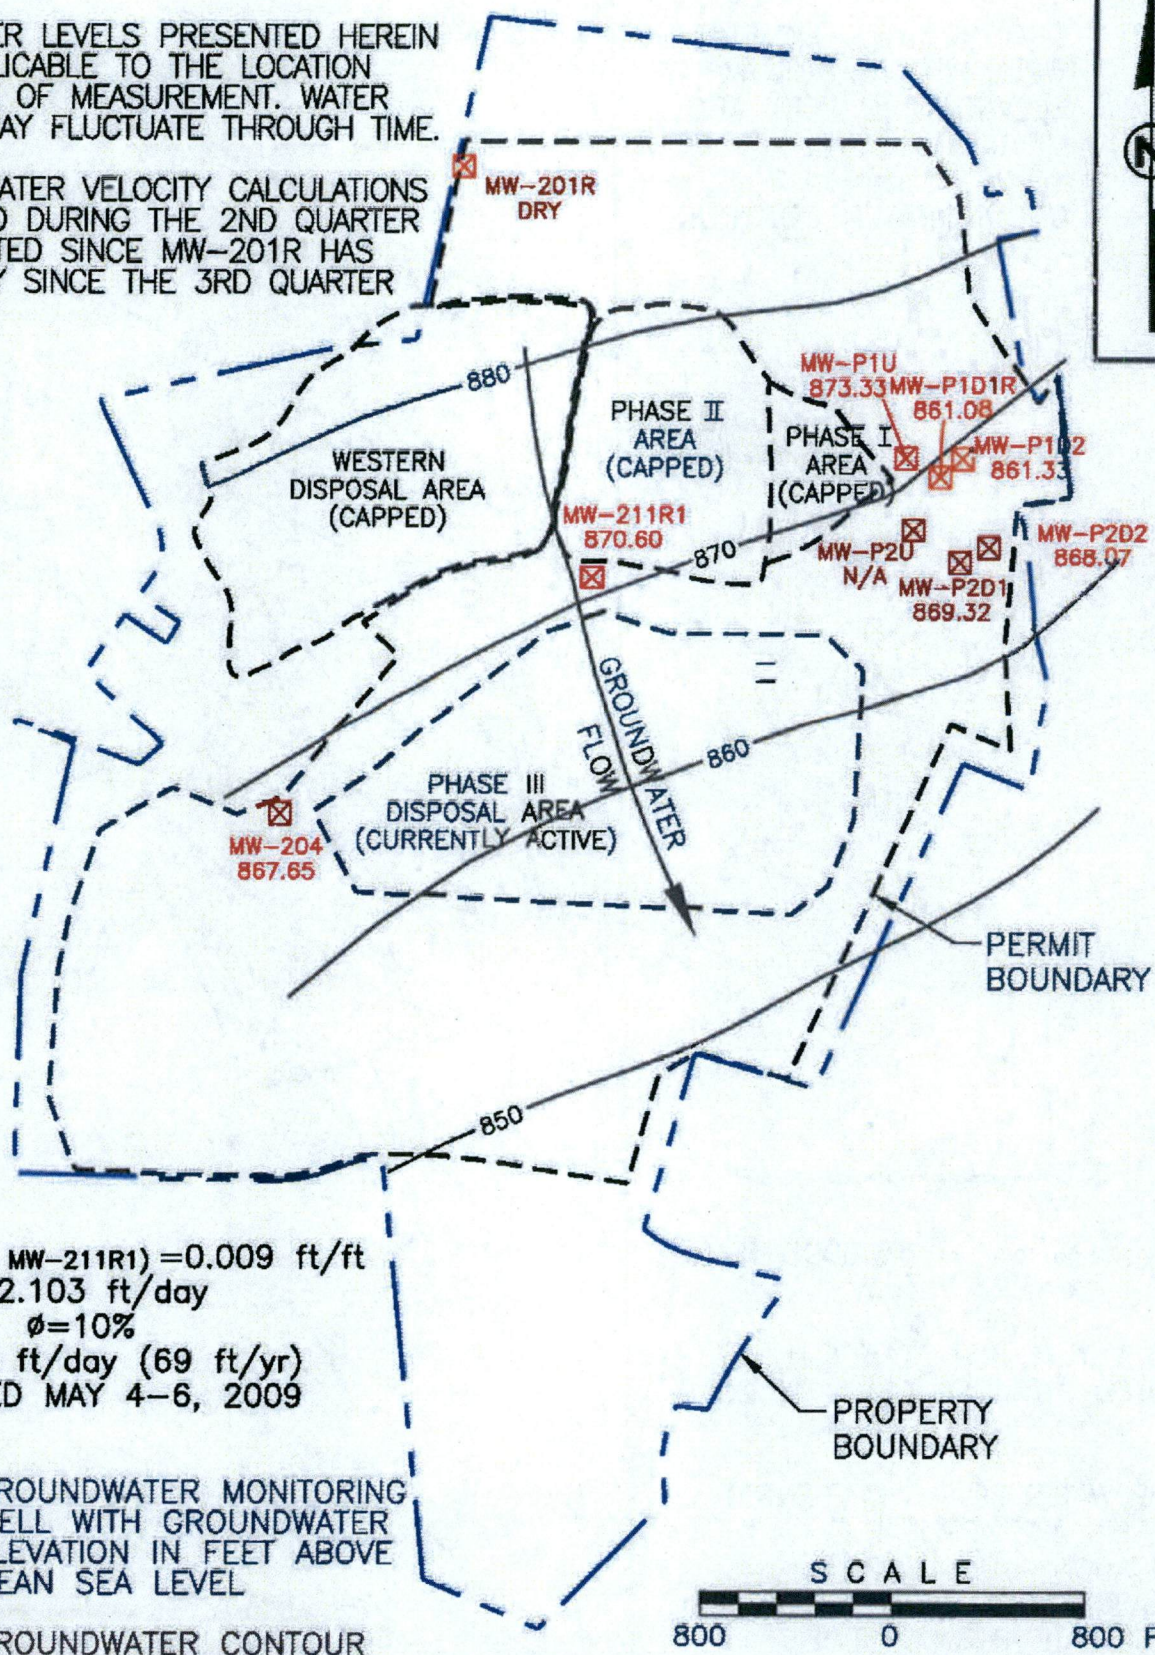 ER LEVELS PRESENTED HEREIN
LICABLE TO THE LOCATION
OF MEASUREMENT. WATER
AY FLUCTUATE THROUGH TIME.
ATER VELOCITY CALCULATIONS
D DURING THE 2ND QUARTER
TED SINCE MW-201R HAS
Y SINCE THE 3RD QUARTER
MW-201R
DRY
880
PHASE II
AREA
(CAPPED)
WESTERN
DISPOSAL AREA
(CAPPED)
MW-P1U
873.33
MW-P1D1R
861.08
PHASE I
AREA
(CAPPED)
MW-P1D2
861.33
MW-211R1
870.60
870
MW-P2U
N/A
MW-P2D1
869.32
MW-P2D2
868.07
GROUNDWATER
FLOW
860
PHASE III
DISPOSAL AREA
(CURRENTLY ACTIVE)
MW-204
867.65
PERMIT
BOUNDARY
850
MW-211R1) =0.009 ft/ft
2.103 ft/day
ø=10%
ft/day (69 ft/yr)
ED MAY 4-6, 2009
PROPERTY
BOUNDARY
ROUNDWATER MONITORING
ELL WITH GROUNDWATER
LEVATION IN FEET ABOVE
EAN SEA LEVEL
ROUNDWATER CONTOUR
SCALE
800 0 800 F